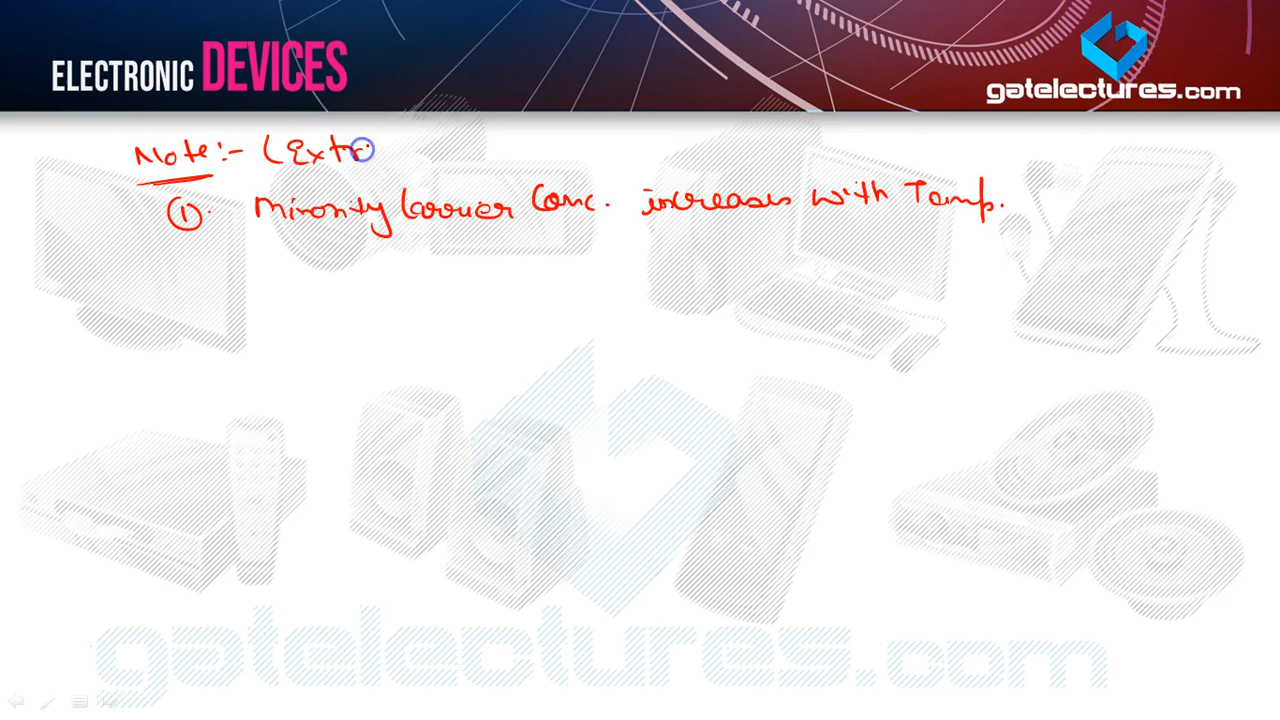 ELECTRONIC DEVICES
gatelectures.com
Note:- (Extr
①. Minority Carrier Conc. increases with Temp.
gatelectures.com